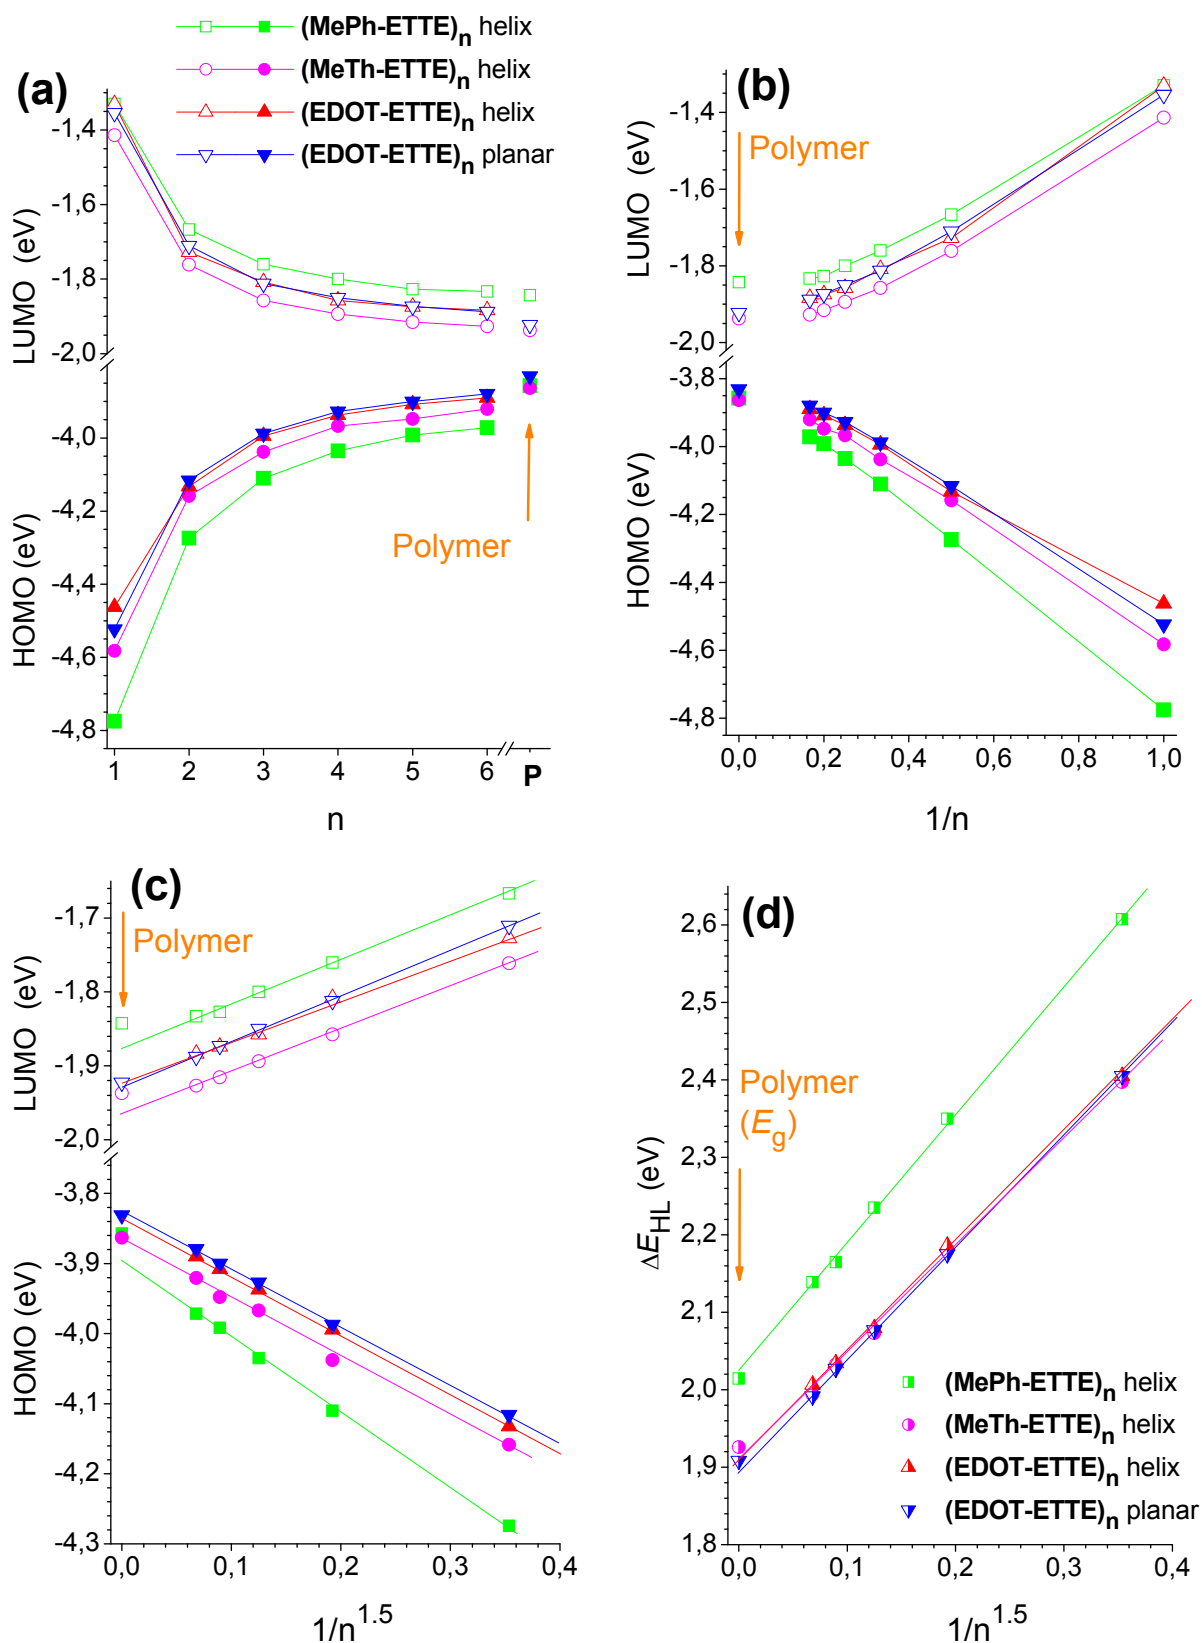 (MePh-ETTE)n helix
(MeTh-ETTE)n helix
(EDOT-ETTE)n helix
(EDOT-ETTE)n planar
(a)
LUMO (eV)
-1,4
-1,6
-1,8
-2,0
HOMO (eV)
-4,0
-4,2
-4,4
-4,6
-4,8
Polymer
1 2 3 4 5 6 P
n
(b)
LUMO (eV)
-1,4
-1,6
-1,8
-2,0
Polymer
HOMO (eV)
-3,8
-4,0
-4,2
-4,4
-4,6
-4,8
0,0 0,2 0,4 0,6 0,8 1,0
1/n
(c)
LUMO (eV)
-1,7
-1,8
-1,9
-2,0
Polymer
HOMO (eV)
-3,8
-3,9
-4,0
-4,1
-4,2
-4,3
0,0 0,1 0,2 0,3 0,4
1/n1.5
(d)
ΔEHL (eV)
2,6
2,5
2,4
2,3
2,2
2,1
2,0
1,9
1,8
Polymer
(Eg)
(MePh-ETTE)n helix
(MeTh-ETTE)n helix
(EDOT-ETTE)n helix
(EDOT-ETTE)n planar
0,0 0,1 0,2 0,3 0,4
1/n1.5